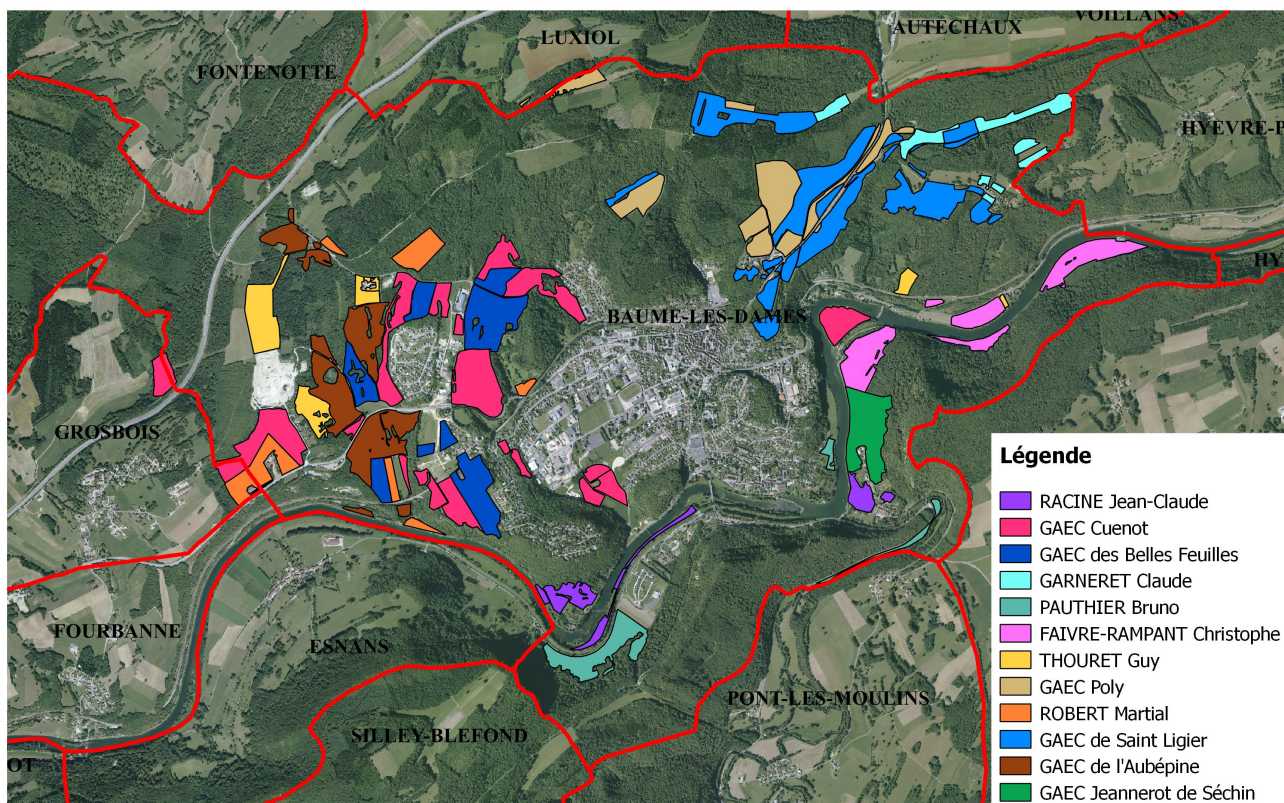 VOILLANS
AUTECHAUX
LUXIOL
FONTENOTTE
HYEVRE-P
HY
BAUME-LES-DAMES
GROSBOIS
FOURBANNE
ESNANS
PONT-LES-MOULINS
SILLEY-BLEFOND
OT
Légende
RACINE Jean-Claude
GAEC Cuenot
GAEC des Belles Feuilles
GARNERET Claude
PAUTHIER Bruno
FAIVRE-RAMPANT Christophe
THOURET Guy
GAEC Poly
ROBERT Martial
GAEC de Saint Ligier
GAEC de l'Aubépine
GAEC Jeannerot de Séchin